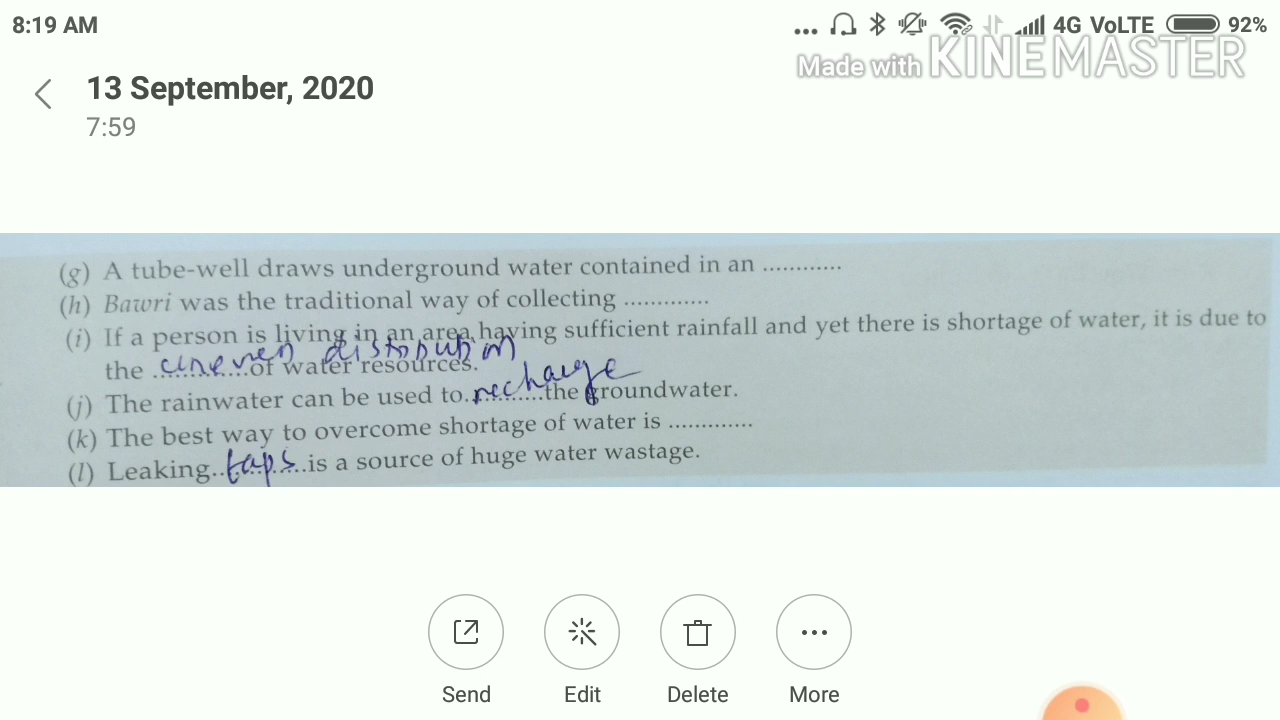 8:19 AM ... 4G VoLTE 92%
Made with KINEMASTER
13 September, 2020
7:59
(g) A tube-well draws underground water contained in an ............
(h) Bawri was the traditional way of collecting .............
(i) If a person is living in an area having sufficient rainfall and yet there is shortage of water, it is due to
the ............of water resources.
(j) The rainwater can be used to..recharge..the groundwater.
(k) The best way to overcome shortage of water is .............
(l) Leaking..taps..is a source of huge water wastage.
Send Edit Delete More